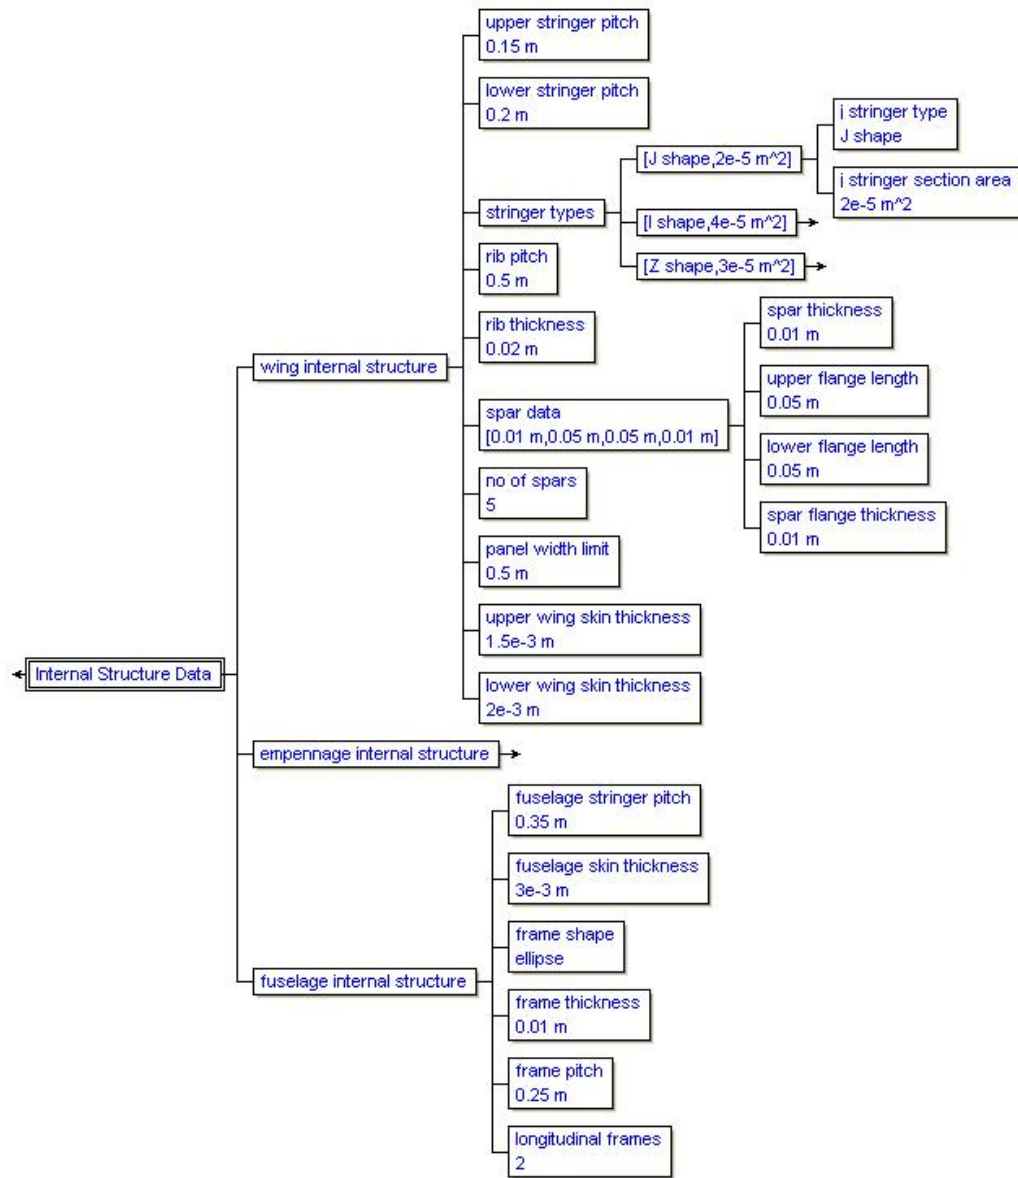 upper stringer pitch
0.15 m
lower stringer pitch
0.2 m
stringer types
[J shape,2e-5 m^2]
j stringer type
J shape
j stringer section area
2e-5 m^2
[I shape,4e-5 m^2]
[Z shape,3e-5 m^2]
rib pitch
0.5 m
rib thickness
0.02 m
wing internal structure
spar data
[0.01 m,0.05 m,0.05 m,0.01 m]
spar thickness
0.01 m
upper flange length
0.05 m
lower flange length
0.05 m
spar flange thickness
0.01 m
no of spars
5
panel width limit
0.5 m
upper wing skin thickness
1.5e-3 m
lower wing skin thickness
2e-3 m
Internal Structure Data
empennage internal structure
fuselage internal structure
fuselage stringer pitch
0.35 m
fuselage skin thickness
3e-3 m
frame shape
ellipse
frame thickness
0.01 m
frame pitch
0.25 m
longitudinal frames
2